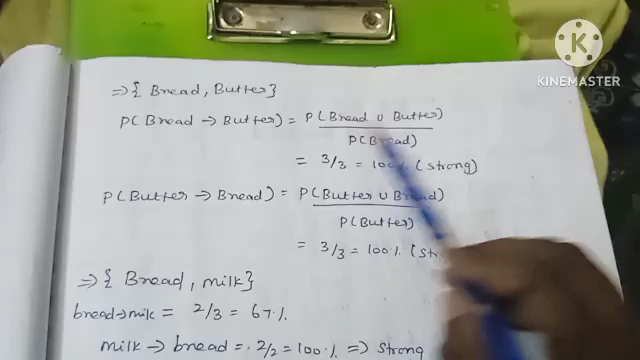 KINEMASTER
⇒ { Bread, Butter}
P(Bread → Butter) = P(Bread ∪ Butter)
P(Bread)
= 3/3 = 100% (strong)
P(Butter → Bread) = P(Butter ∪ Bread)
P(Butter)
= 3/3 = 100%
⇒ { Bread, milk}
bread → milk = 2/3 = 67%
milk → bread = 2/2 = 100% ⇒ strong